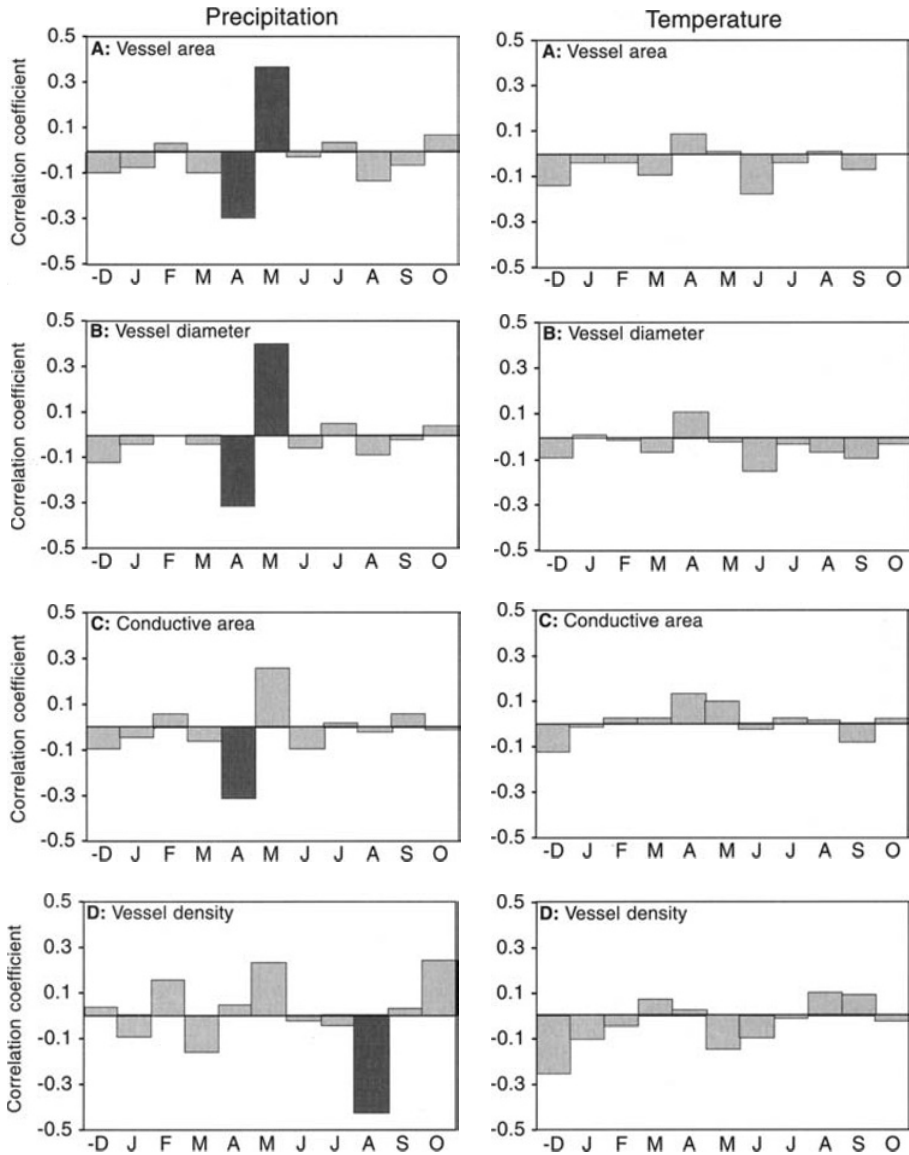 Precipitation
Temperature
Correlation coefficient
0.5
0.3
0.1
-0.1
-0.3
-0.5
A: Vessel area
-D J F M A M J J A S O
0.5
0.3
0.1
-0.1
-0.3
-0.5
A: Vessel area
-D J F M A M J J A S O
Correlation coefficient
0.5
0.3
0.1
-0.1
-0.3
-0.5
B: Vessel diameter
-D J F M A M J J A S O
0.5
0.3
0.1
-0.1
-0.3
-0.5
B: Vessel diameter
-D J F M A M J J A S O
Correlation coefficient
0.5
0.3
0.1
-0.1
-0.3
-0.5
C: Conductive area
-D J F M A M J J A S O
0.5
0.3
0.1
-0.1
-0.3
-0.5
C: Conductive area
-D J F M A M J J A S O
Correlation coefficient
0.5
0.3
0.1
-0.1
-0.3
-0.5
D: Vessel density
-D J F M A M J J A S O
0.5
0.3
0.1
-0.1
-0.3
-0.5
D: Vessel density
-D J F M A M J J A S O